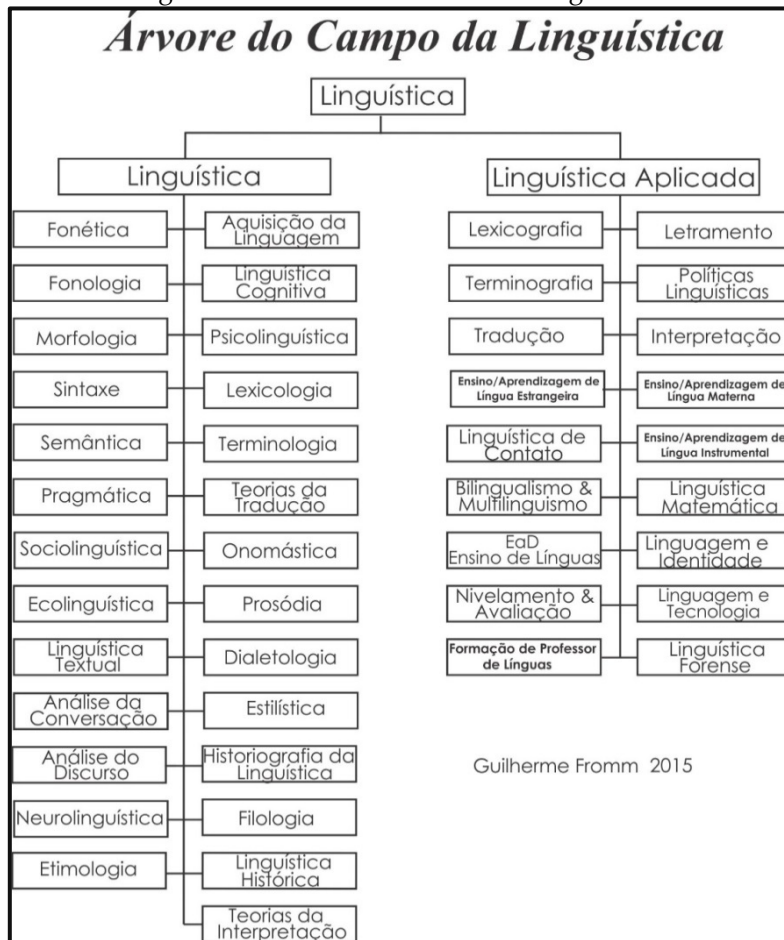 Árvore do Campo da Linguística
Linguística
Linguística
Linguística Aplicada
Fonética
Aquisição da
Linguagem
Lexicografia
Letramento
Fonologia
Linguística
Cognitiva
Terminografia
Políticas
Linguísticas
Morfologia
Psicolinguística
Tradução
Interpretação
Sintaxe
Lexicologia
Ensino/Aprendizagem de
Língua Estrangeira
Ensino/Aprendizagem de
Língua Materna
Semântica
Terminologia
Linguística de
Contato
Ensino/Aprendizagem de
Língua Instrumental
Pragmática
Teorias da
Tradução
Bilingualismo &
Multilinguismo
Linguística
Matemática
Sociolinguística
Onomástica
EaD
Ensino de Línguas
Linguagem e
Identidade
Ecolinguística
Prosódia
Nivelamento &
Avaliação
Linguagem e
Tecnologia
Linguística
Textual
Dialetologia
Formação de Professor
de Línguas
Linguística
Forense
Análise da
Conversação
Estilística
Análise do
Discurso
Historiografia da
Linguística
Guilherme Fromm 2015
Neurolinguística
Filologia
Etimologia
Linguística
Histórica
Teorias da
Interpretação